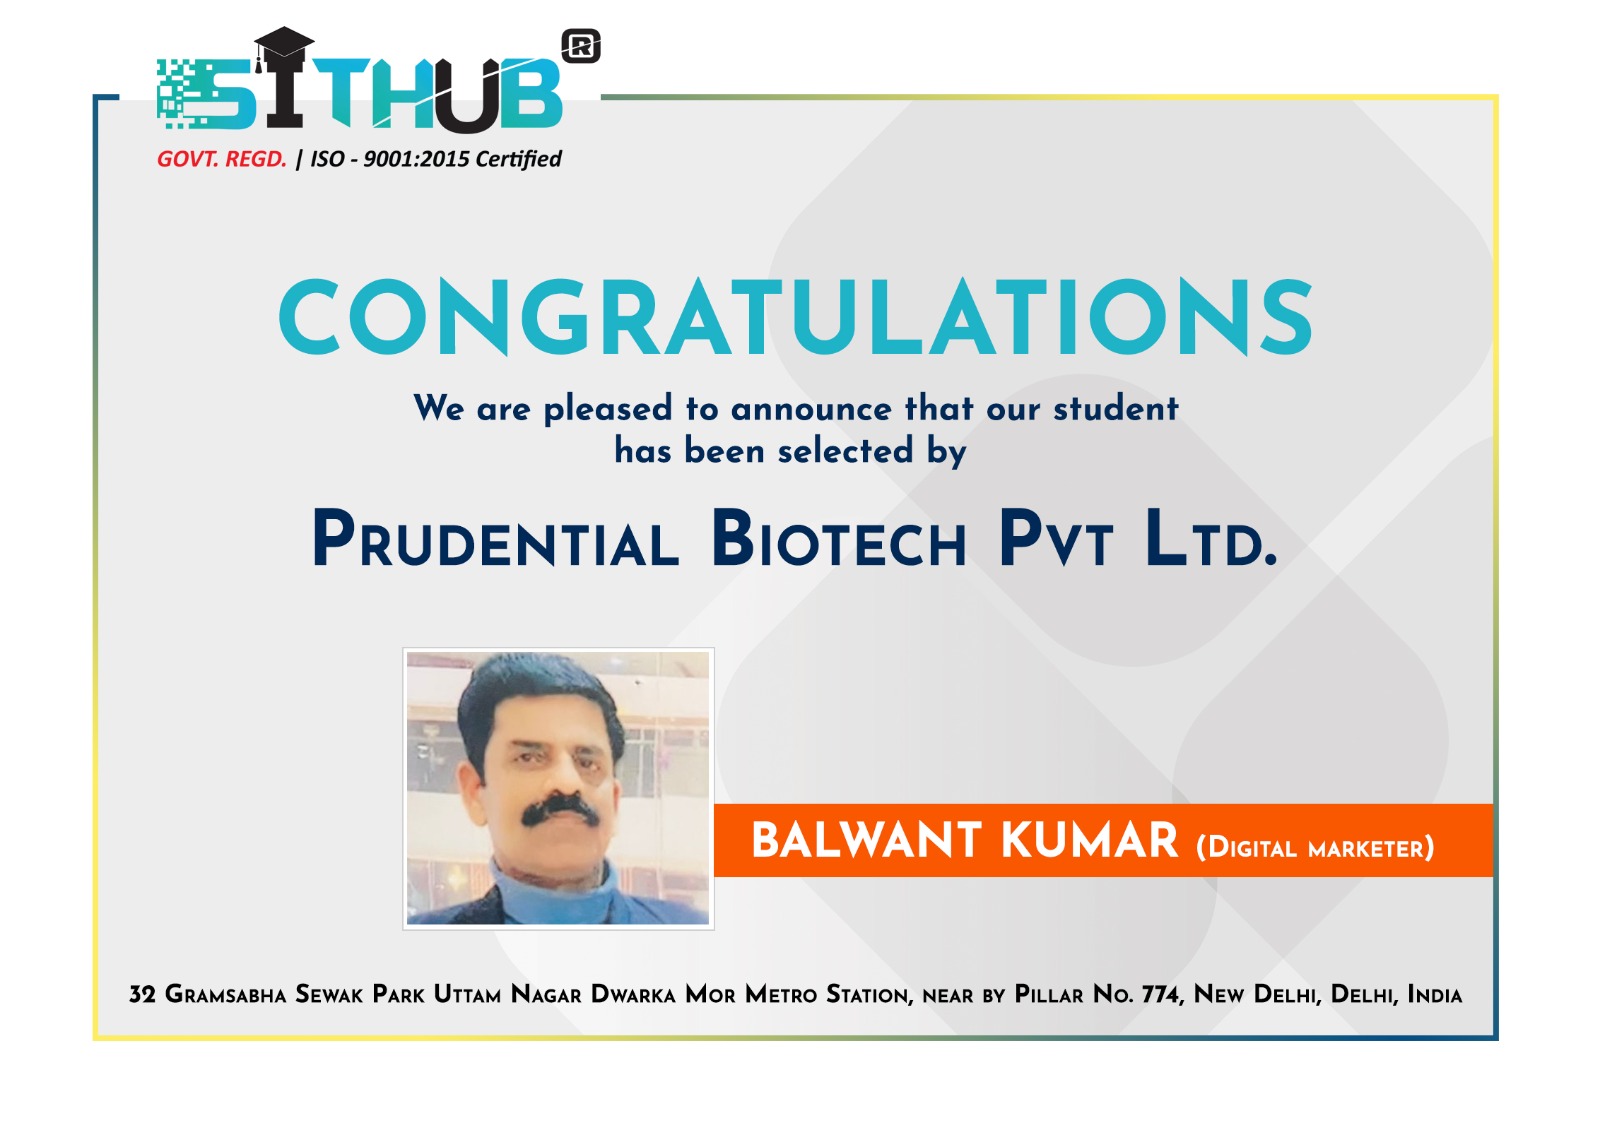 SITHUB ®
GOVT. REGD. | ISO - 9001:2015 Certified
CONGRATULATIONS
We are pleased to announce that our student
has been selected by
PRUDENTIAL BIOTECH PVT LTD.
BALWANT KUMAR (DIGITAL MARKETER)
32 GRAMSABHA SEWAK PARK UTTAM NAGAR DWARKA MOR METRO STATION, NEAR BY PILLAR NO. 774, NEW DELHI, DELHI, INDIA